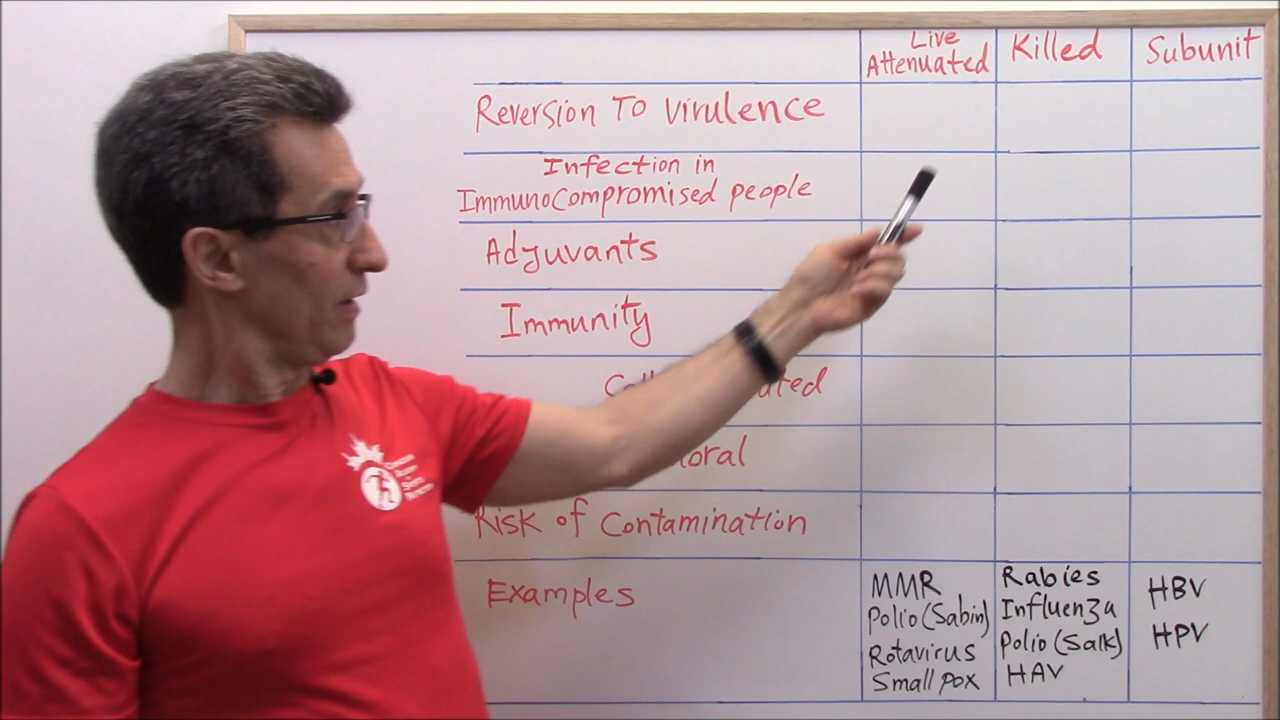 Live
Attenuated Killed Subunit
Reversion To Virulence
Infection in
Immunocompromised people
Adjuvants
Immunity
Risk of Contamination
Examples
MMR Rabies HBV
Polio (Sabin) Influenza HPV
Rotavirus Polio (Salk)
Small pox HAV